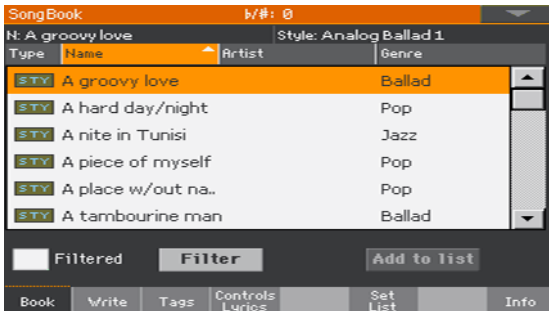 SongBook ♭/#: 0
N: A groovy love Style: Analog Ballad 1
Type Name Artist Genre
STY A groovy love Ballad
STY A hard day/night Pop
STY A nite in Tunisi Jazz
STY A piece of myself Pop
STY A place w/out na.. Pop
STY A tambourine man Ballad
Filtered Filter Add to list
Book Write Tags Controls Lyrics Set List Info